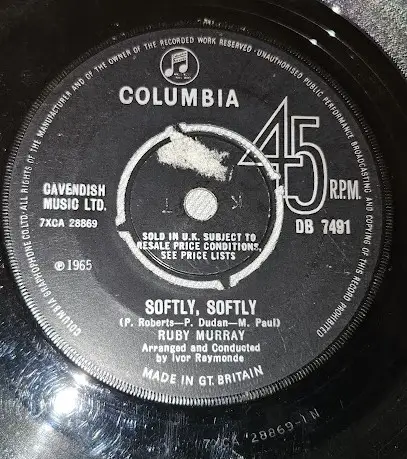 ALL RIGHTS OF THE MANUFACTURER AND OF THE OWNER OF THE RECORDED WORK RESERVED · UNAUTHORISED PUBLIC PERFORMANCE BROADCASTING AND COPYING OF THIS RECORD PROHIBITED
COLUMBIA GRAPHOPHONE CO. LTD.
COLUMBIA
45
R.P.M.
CAVENDISH
MUSIC LTD.
7XCA 28869
DB 7491
K
T
SOLD IN U.K. SUBJECT TO
RESALE PRICE CONDITIONS,
SEE PRICE LISTS
Ⓟ 1965
SOFTLY, SOFTLY
(P. Roberts—P. Dudan—M. Paul)
RUBY MURRAY
Arranged and Conducted
by Ivor Raymonde
MADE IN GT. BRITAIN
7XCA 28869-1N